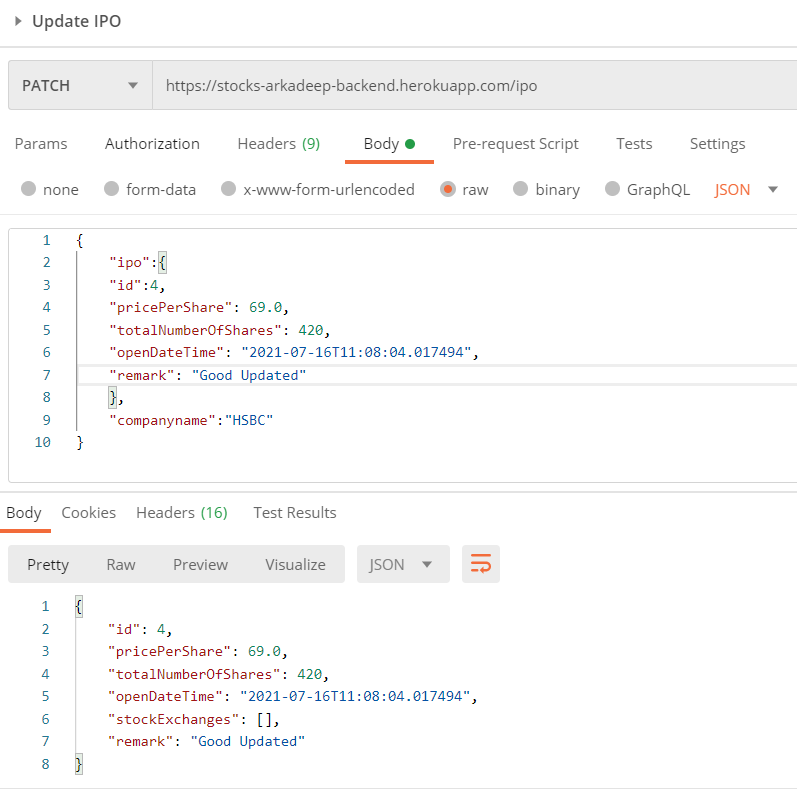 Update IPO
PATCH https://stocks-arkadeep-backend.herokuapp.com/ipo
Params Authorization Headers (9) Body Pre-request Script Tests Settings
none form-data x-www-form-urlencoded raw binary GraphQL JSON
1 {
2 "ipo":{
3 "id":4,
4 "pricePerShare": 69.0,
5 "totalNumberOfShares": 420,
6 "openDateTime": "2021-07-16T11:08:04.017494",
7 "remark": "Good Updated"
8 },
9 "companyname":"HSBC"
10 }
Body Cookies Headers (16) Test Results
Pretty Raw Preview Visualize JSON
1 {
2 "id": 4,
3 "pricePerShare": 69.0,
4 "totalNumberOfShares": 420,
5 "openDateTime": "2021-07-16T11:08:04.017494",
6 "stockExchanges": [],
7 "remark": "Good Updated"
8 }